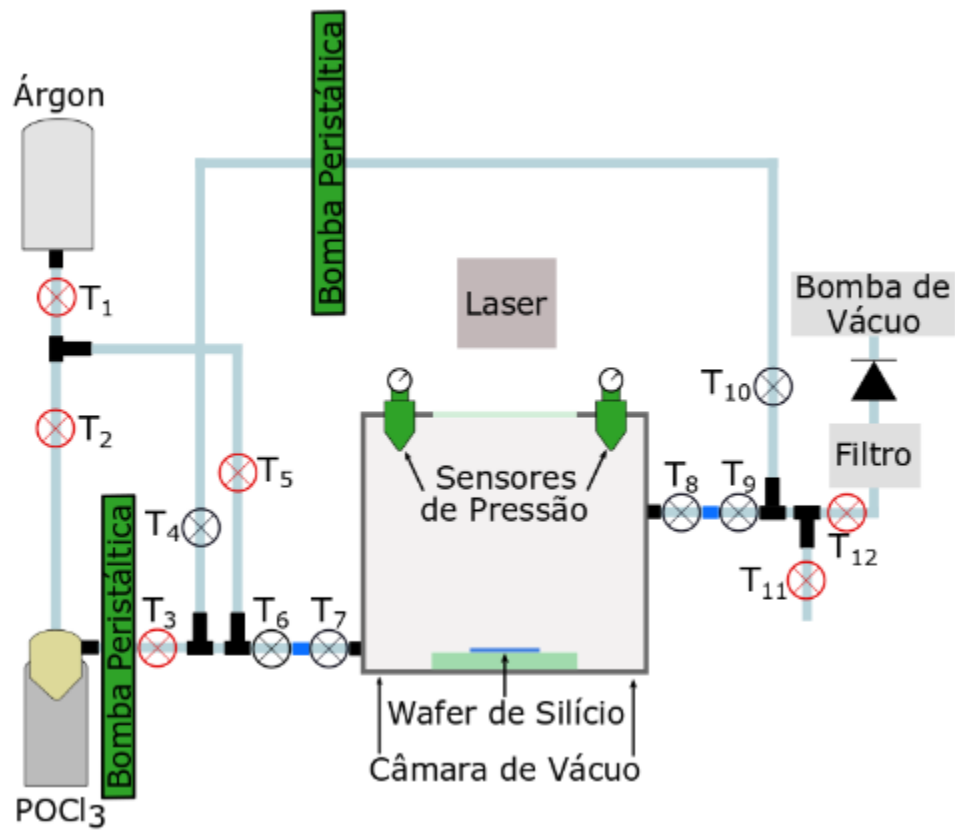 Bomba Peristáltica
Árgon
T1
Laser
Bomba de
Vácuo
T2
T10
Filtro
T5
Sensores
de Pressão
T8
T9
T4
T12
Bomba Peristáltica
T11
T3
T6
T7
Wafer de Silício
Câmara de Vácuo
POCl3